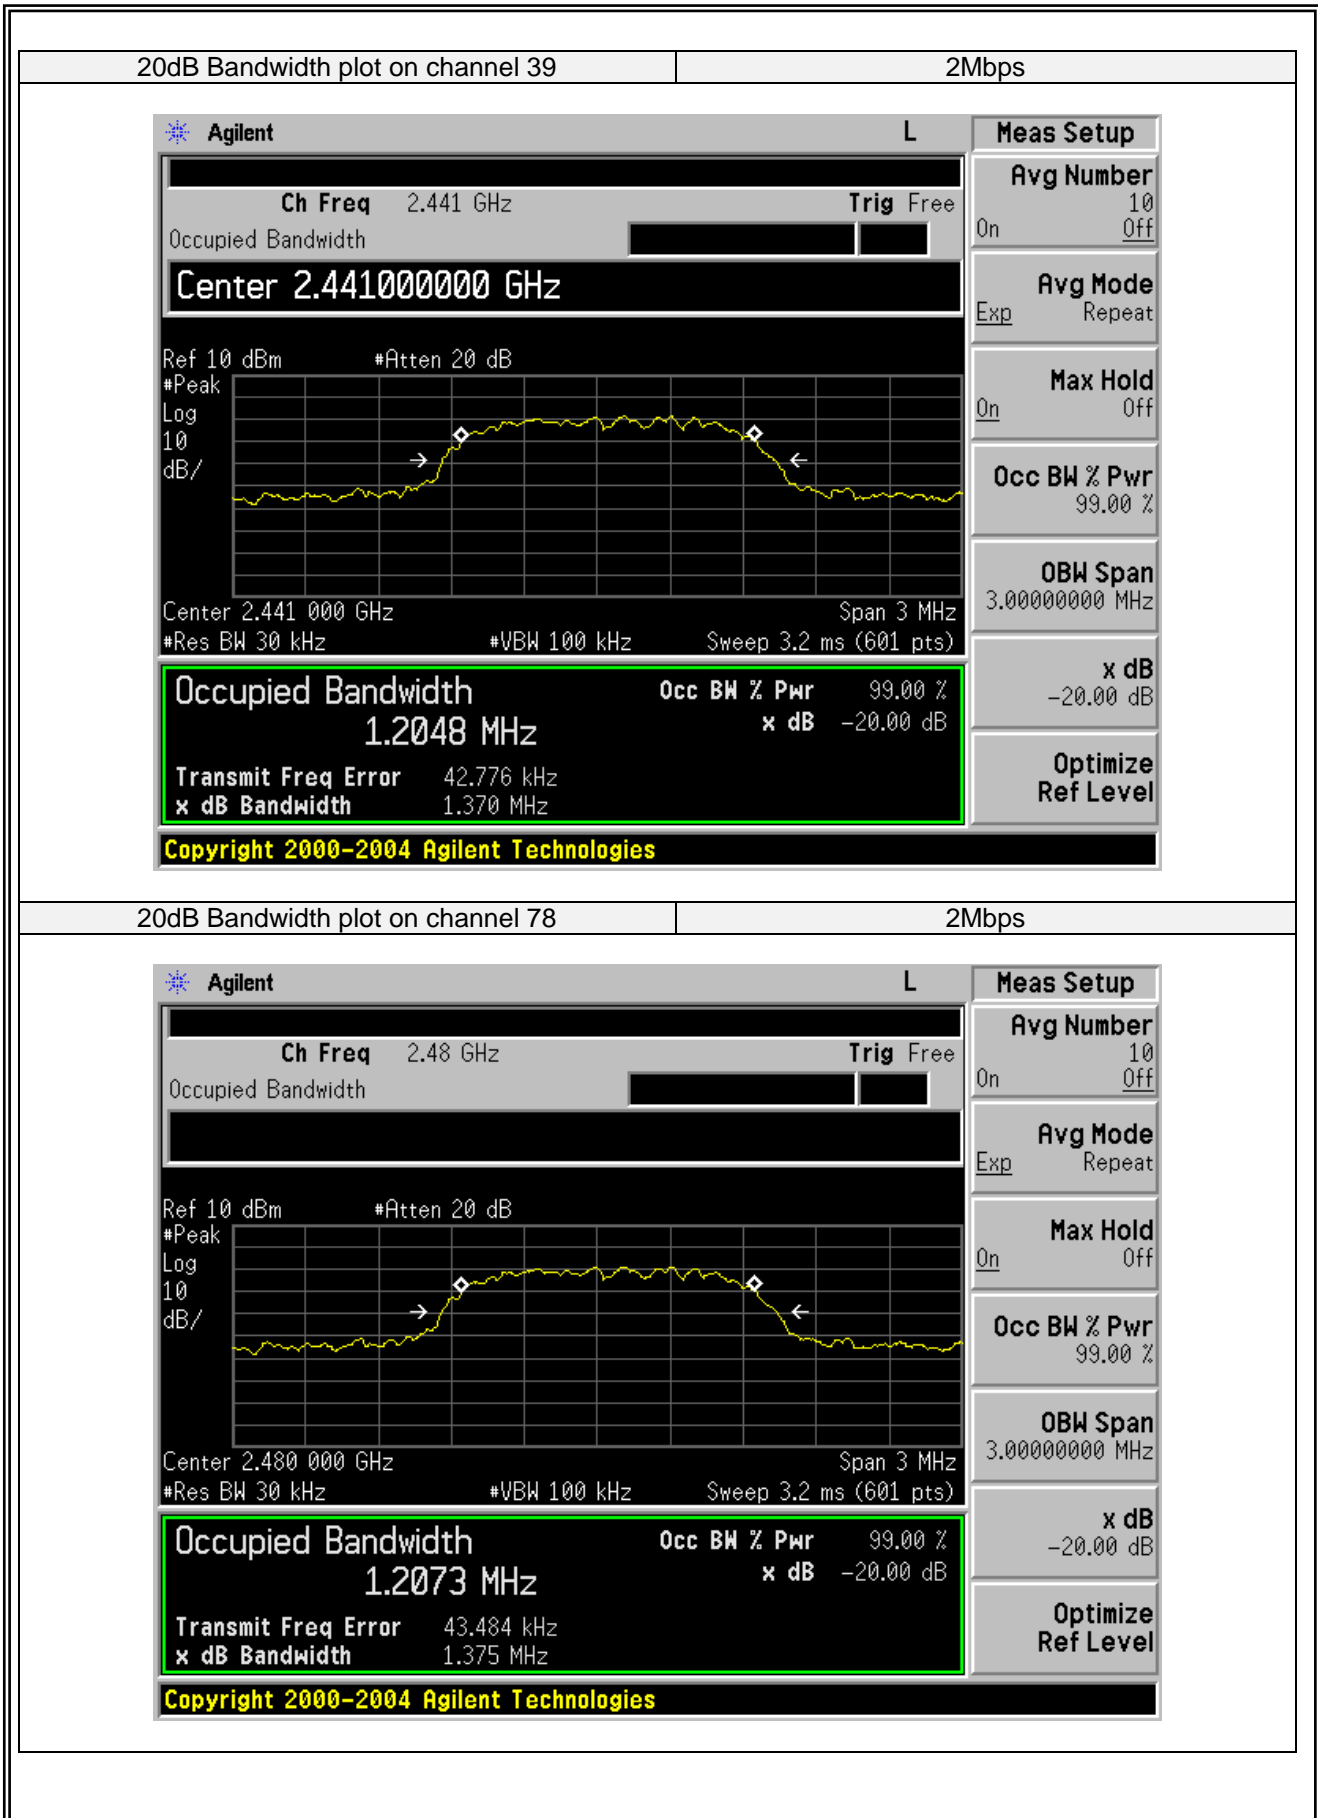 20dB Bandwidth plot on channel 39 2Mbps
Agilent L Meas Setup
Ch Freq 2.441 GHz Trig Free
Occupied Bandwidth
Center 2.441000000 GHz
Ref 10 dBm #Atten 20 dB
#Peak
Log
10
dB/
Center 2.441 000 GHz Span 3 MHz
#Res BW 30 kHz #VBW 100 kHz Sweep 3.2 ms (601 pts)
Occupied Bandwidth Occ BW % Pwr 99.00 %
1.2048 MHz x dB -20.00 dB
Transmit Freq Error 42.776 kHz
x dB Bandwidth 1.370 MHz
Copyright 2000-2004 Agilent Technologies
Avg Number
10
On Off
Avg Mode
Exp Repeat
Max Hold
On Off
Occ BW % Pwr
99.00 %
OBW Span
3.00000000 MHz
x dB
-20.00 dB
Optimize
Ref Level
20dB Bandwidth plot on channel 78 2Mbps
Agilent L Meas Setup
Ch Freq 2.48 GHz Trig Free
Occupied Bandwidth
Ref 10 dBm #Atten 20 dB
#Peak
Log
10
dB/
Center 2.480 000 GHz Span 3 MHz
#Res BW 30 kHz #VBW 100 kHz Sweep 3.2 ms (601 pts)
Occupied Bandwidth Occ BW % Pwr 99.00 %
1.2073 MHz x dB -20.00 dB
Transmit Freq Error 43.484 kHz
x dB Bandwidth 1.375 MHz
Copyright 2000-2004 Agilent Technologies
Avg Number
10
On Off
Avg Mode
Exp Repeat
Max Hold
On Off
Occ BW % Pwr
99.00 %
OBW Span
3.00000000 MHz
x dB
-20.00 dB
Optimize
Ref Level